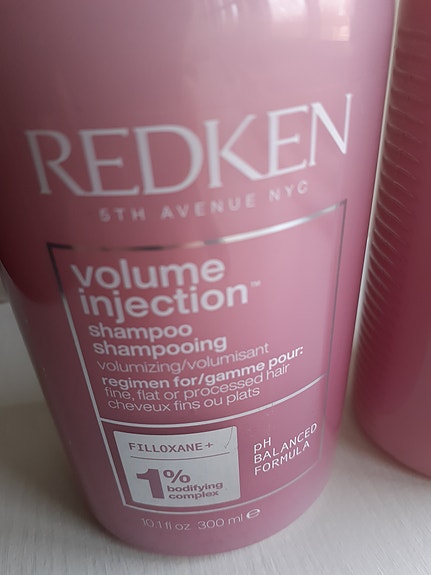 REDKEN
5TH AVENUE NYC
volume
injection™
shampoo
shampooing
volumizing/volumisant
regimen for/gamme pour:
fine, flat or processed hair
cheveux fins ou plats
FILLOXANE+
1% bodifying
complex
pH
BALANCED
FORMULA
10.1 fl oz 300 ml ℮